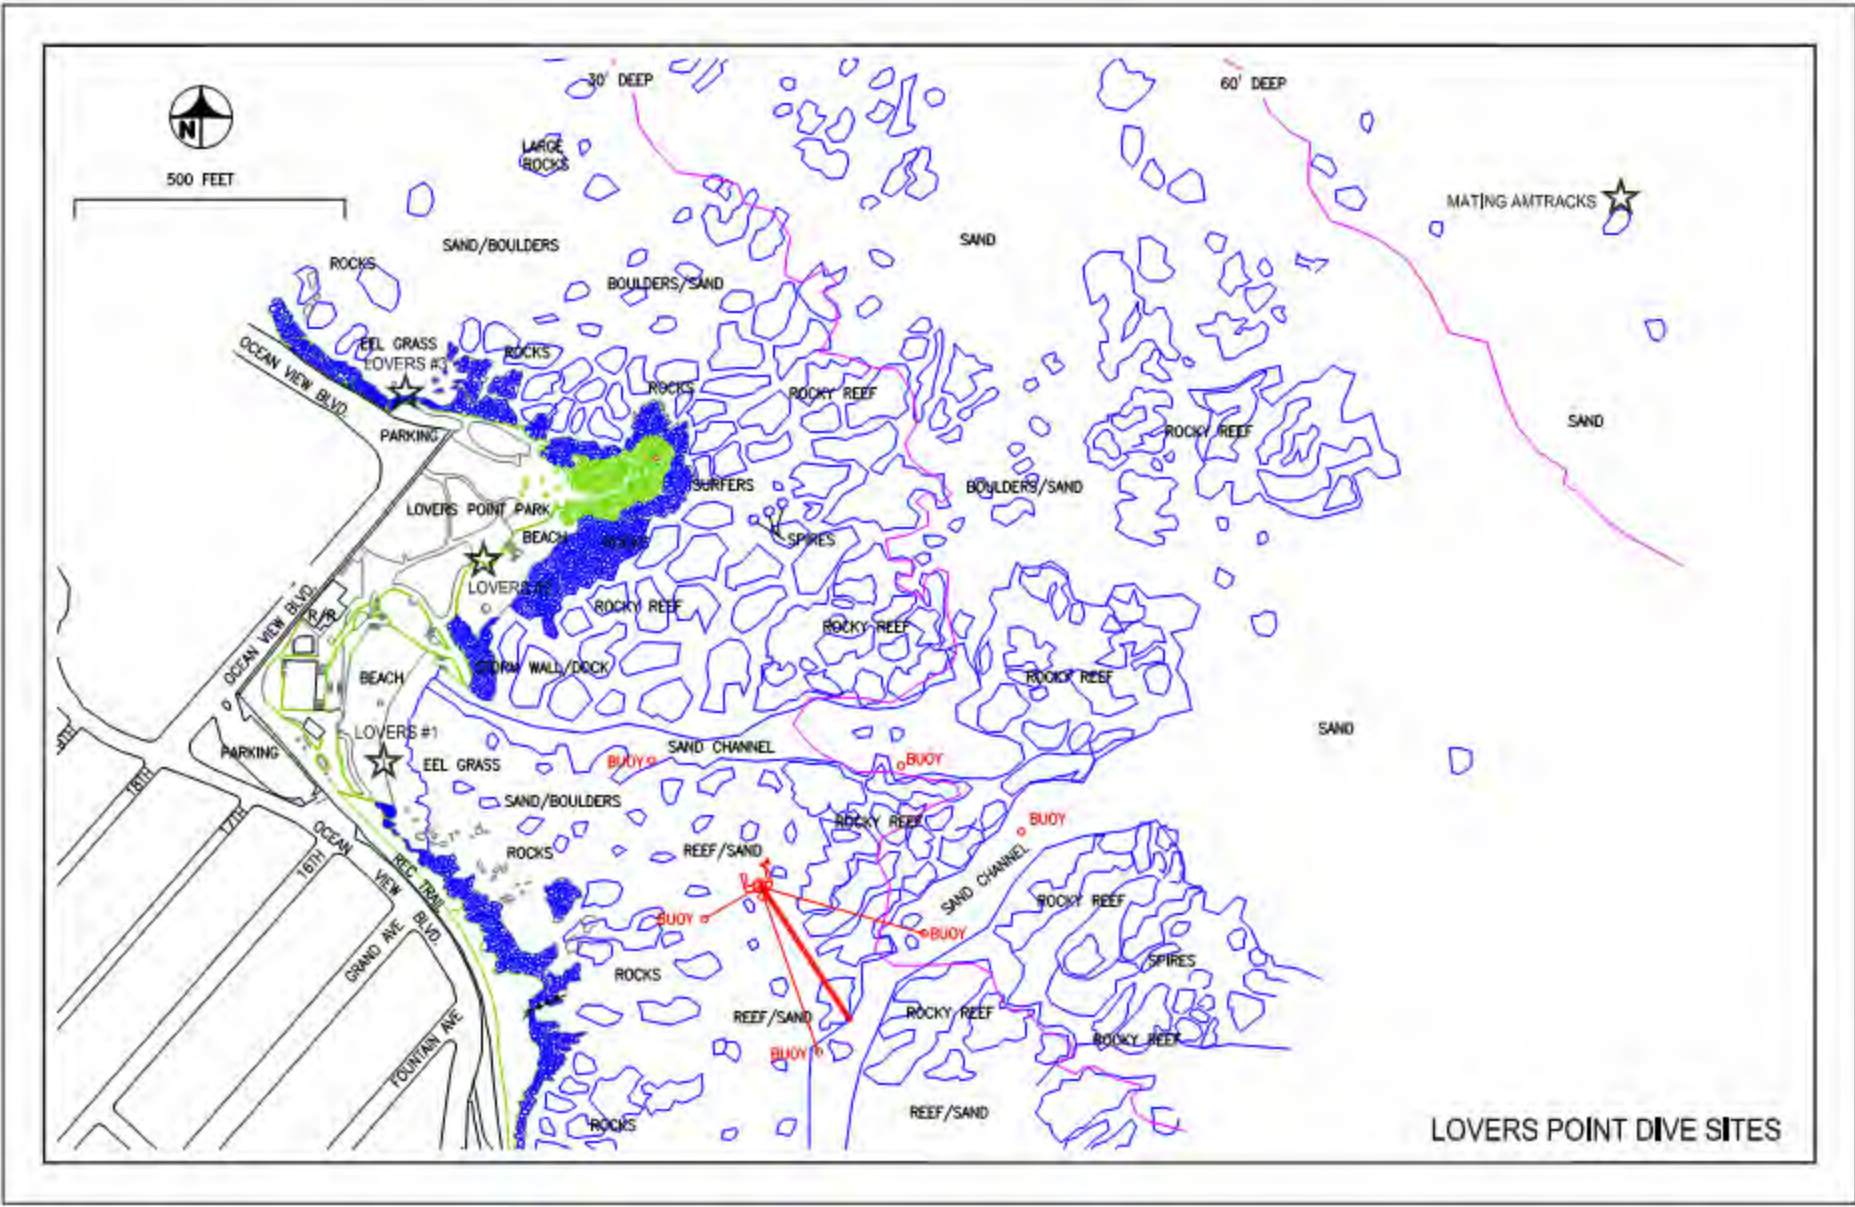 30' DEEP
60' DEEP
N
LARGE
ROCKS
500 FEET
MATING AMTRACKS
SAND/BOULDERS
SAND
ROCKS
BOULDERS/SAND
EEL GRASS
LOVERS #3
ROCKS
OCEAN VIEW BLVD.
ROCKS
ROCKY REEF
SAND
PARKING
ROCKY REEF
SURFERS
BOULDERS/SAND
LOVERS POINT PARK
BEACH
ROCKS
SPIRES
LOVERS #2
R/R
ROCKY REEF
ROCKY REEF
OCEAN VIEW BLVD.
STORM WALL/DOCK
BEACH
ROCKY REEF
LOVERS #1
SAND CHANNEL
SAND
PARKING
EEL GRASS
BUOY
BUOY
18TH
SAND/BOULDERS
17TH
ROCKY REEF
BUOY
OCEAN
VIEW
BLVD.
16TH
REC TRAIL
ROCKS
REEF/SAND
SAND CHANNEL
ROCKY REEF
BUOY
BUOY
GRAND AVE
ROCKS
SPIRES
REEF/SAND
ROCKY REEF
FOUNTAIN AVE
BUOY
ROCKY REEF
REEF/SAND
ROCKS
LOVERS POINT DIVE SITES